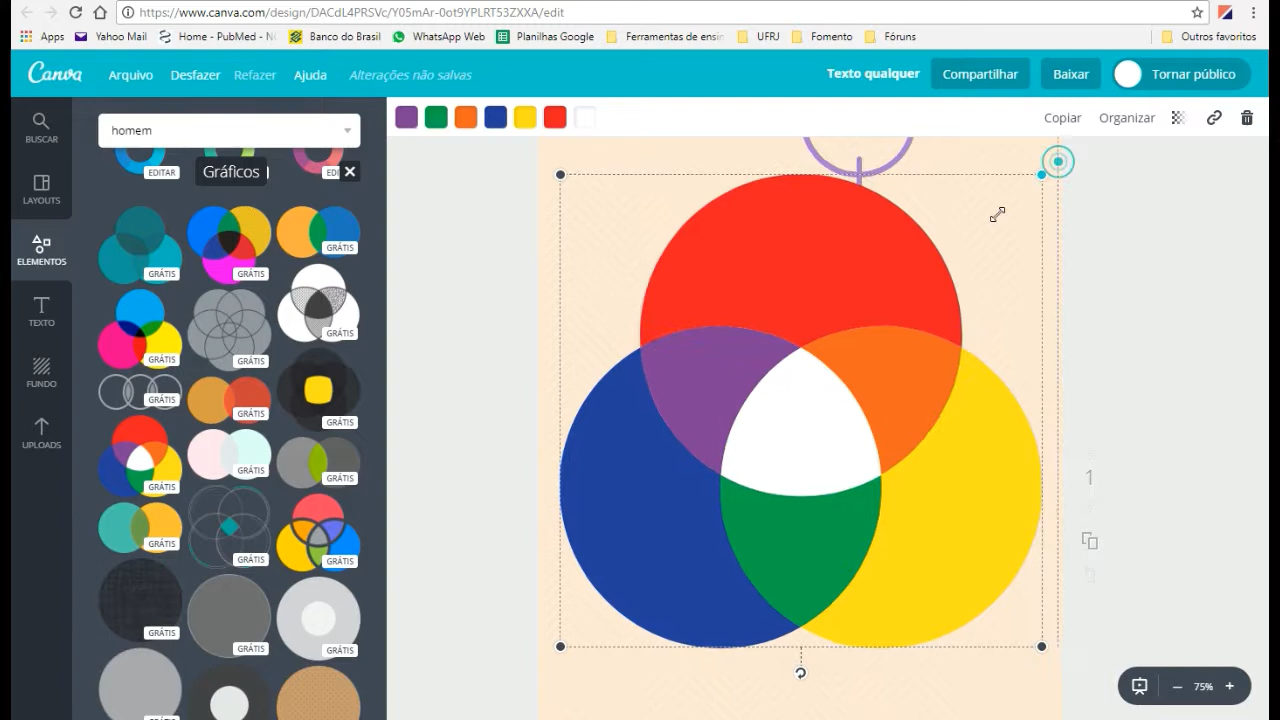 https://www.canva.com/design/DACdL4PRSVc/Y05mAr-0ot9YPLRT53ZXXA/edit
Apps Yahoo Mail Home - PubMed - NC Banco do Brasil WhatsApp Web Planilhas Google Ferramentas de ensin UFRJ Fomento Fóruns Outros favoritos
Canva Arquivo Desfazer Refazer Ajuda Alterações não salvas Texto qualquer Compartilhar Baixar Tornar público
homem
Copiar Organizar
BUSCAR
EDITAR
Gráficos
EDI
LAYOUTS
ELEMENTOS
GRÁTIS GRÁTIS GRÁTIS
TEXTO
GRÁTIS GRÁTIS GRÁTIS
FUNDO
GRÁTIS GRÁTIS GRÁTIS
UPLOADS
GRÁTIS GRÁTIS GRÁTIS
GRÁTIS GRÁTIS GRÁTIS
GRÁTIS GRÁTIS GRÁTIS
GRÁTIS
1
75%